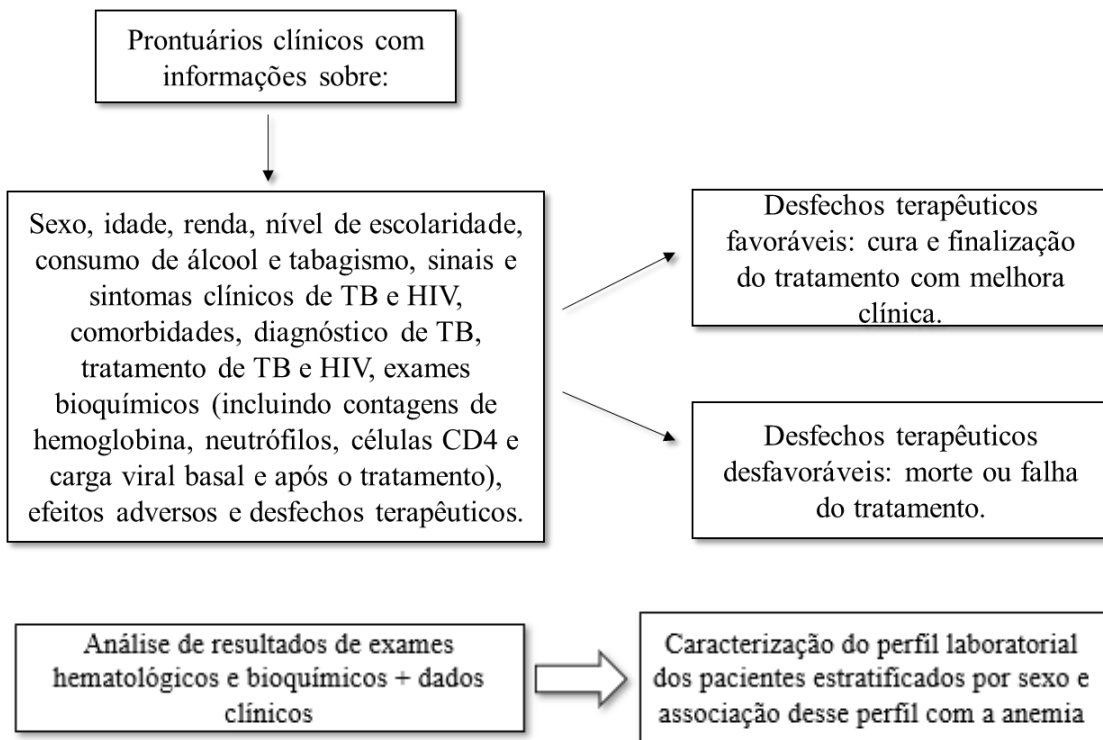 Prontuários clínicos com
informações sobre:
Sexo, idade, renda, nível de escolaridade,
consumo de álcool e tabagismo, sinais e
sintomas clínicos de TB e HIV,
comorbidades, diagnóstico de TB,
tratamento de TB e HIV, exames
bioquímicos (incluindo contagens de
hemoglobina, neutrófilos, células CD4 e
carga viral basal e após o tratamento),
efeitos adversos e desfechos terapêuticos.
Desfechos terapêuticos
favoráveis: cura e finalização
do tratamento com melhora
clínica.
Desfechos terapêuticos
desfavoráveis: morte ou falha
do tratamento.
Análise de resultados de exames
hematológicos e bioquímicos + dados
clínicos
Caracterização do perfil laboratorial
dos pacientes estratificados por sexo e
associação desse perfil com a anemia